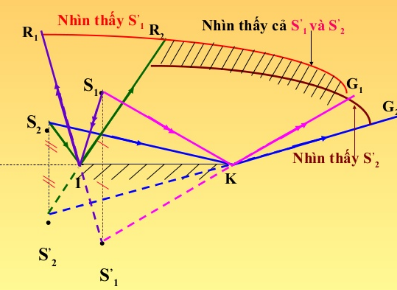 Nhìn thấy S'1
Nhìn thấy cả S'1 và S'2
R1
R2
S1
G1
S2
G2
Nhìn thấy S'2
I
K
S'2
S'1